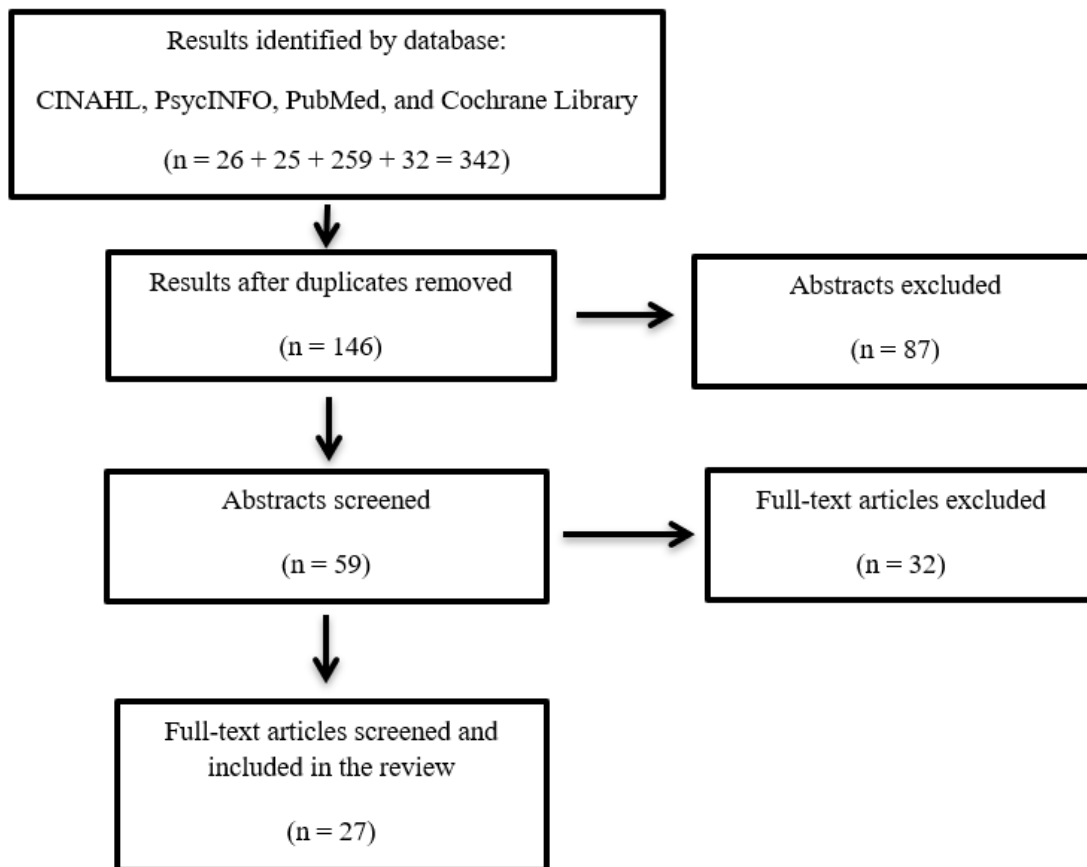 Results identified by database:
CINAHL, PsycINFO, PubMed, and Cochrane Library
(n = 26 + 25 + 259 + 32 = 342)
Results after duplicates removed
(n = 146)
Abstracts excluded
(n = 87)
Abstracts screened
(n = 59)
Full-text articles excluded
(n = 32)
Full-text articles screened and
included in the review
(n = 27)